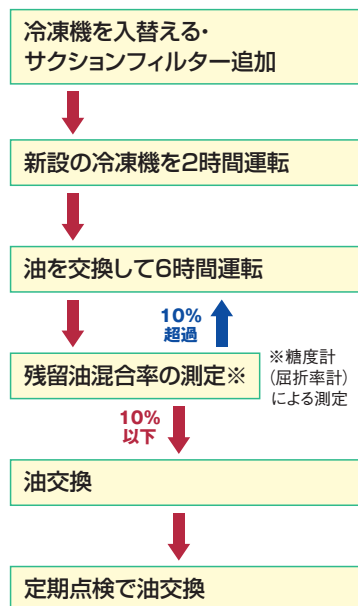 冷凍機を入替える・
サクションフィルター追加
新設の冷凍機を2時間運転
油を交換して6時間運転
10%
超過
残留油混合率の測定※
※糖度計
(屈折率計)
による測定
10%
以下
油交換
定期点検で油交換